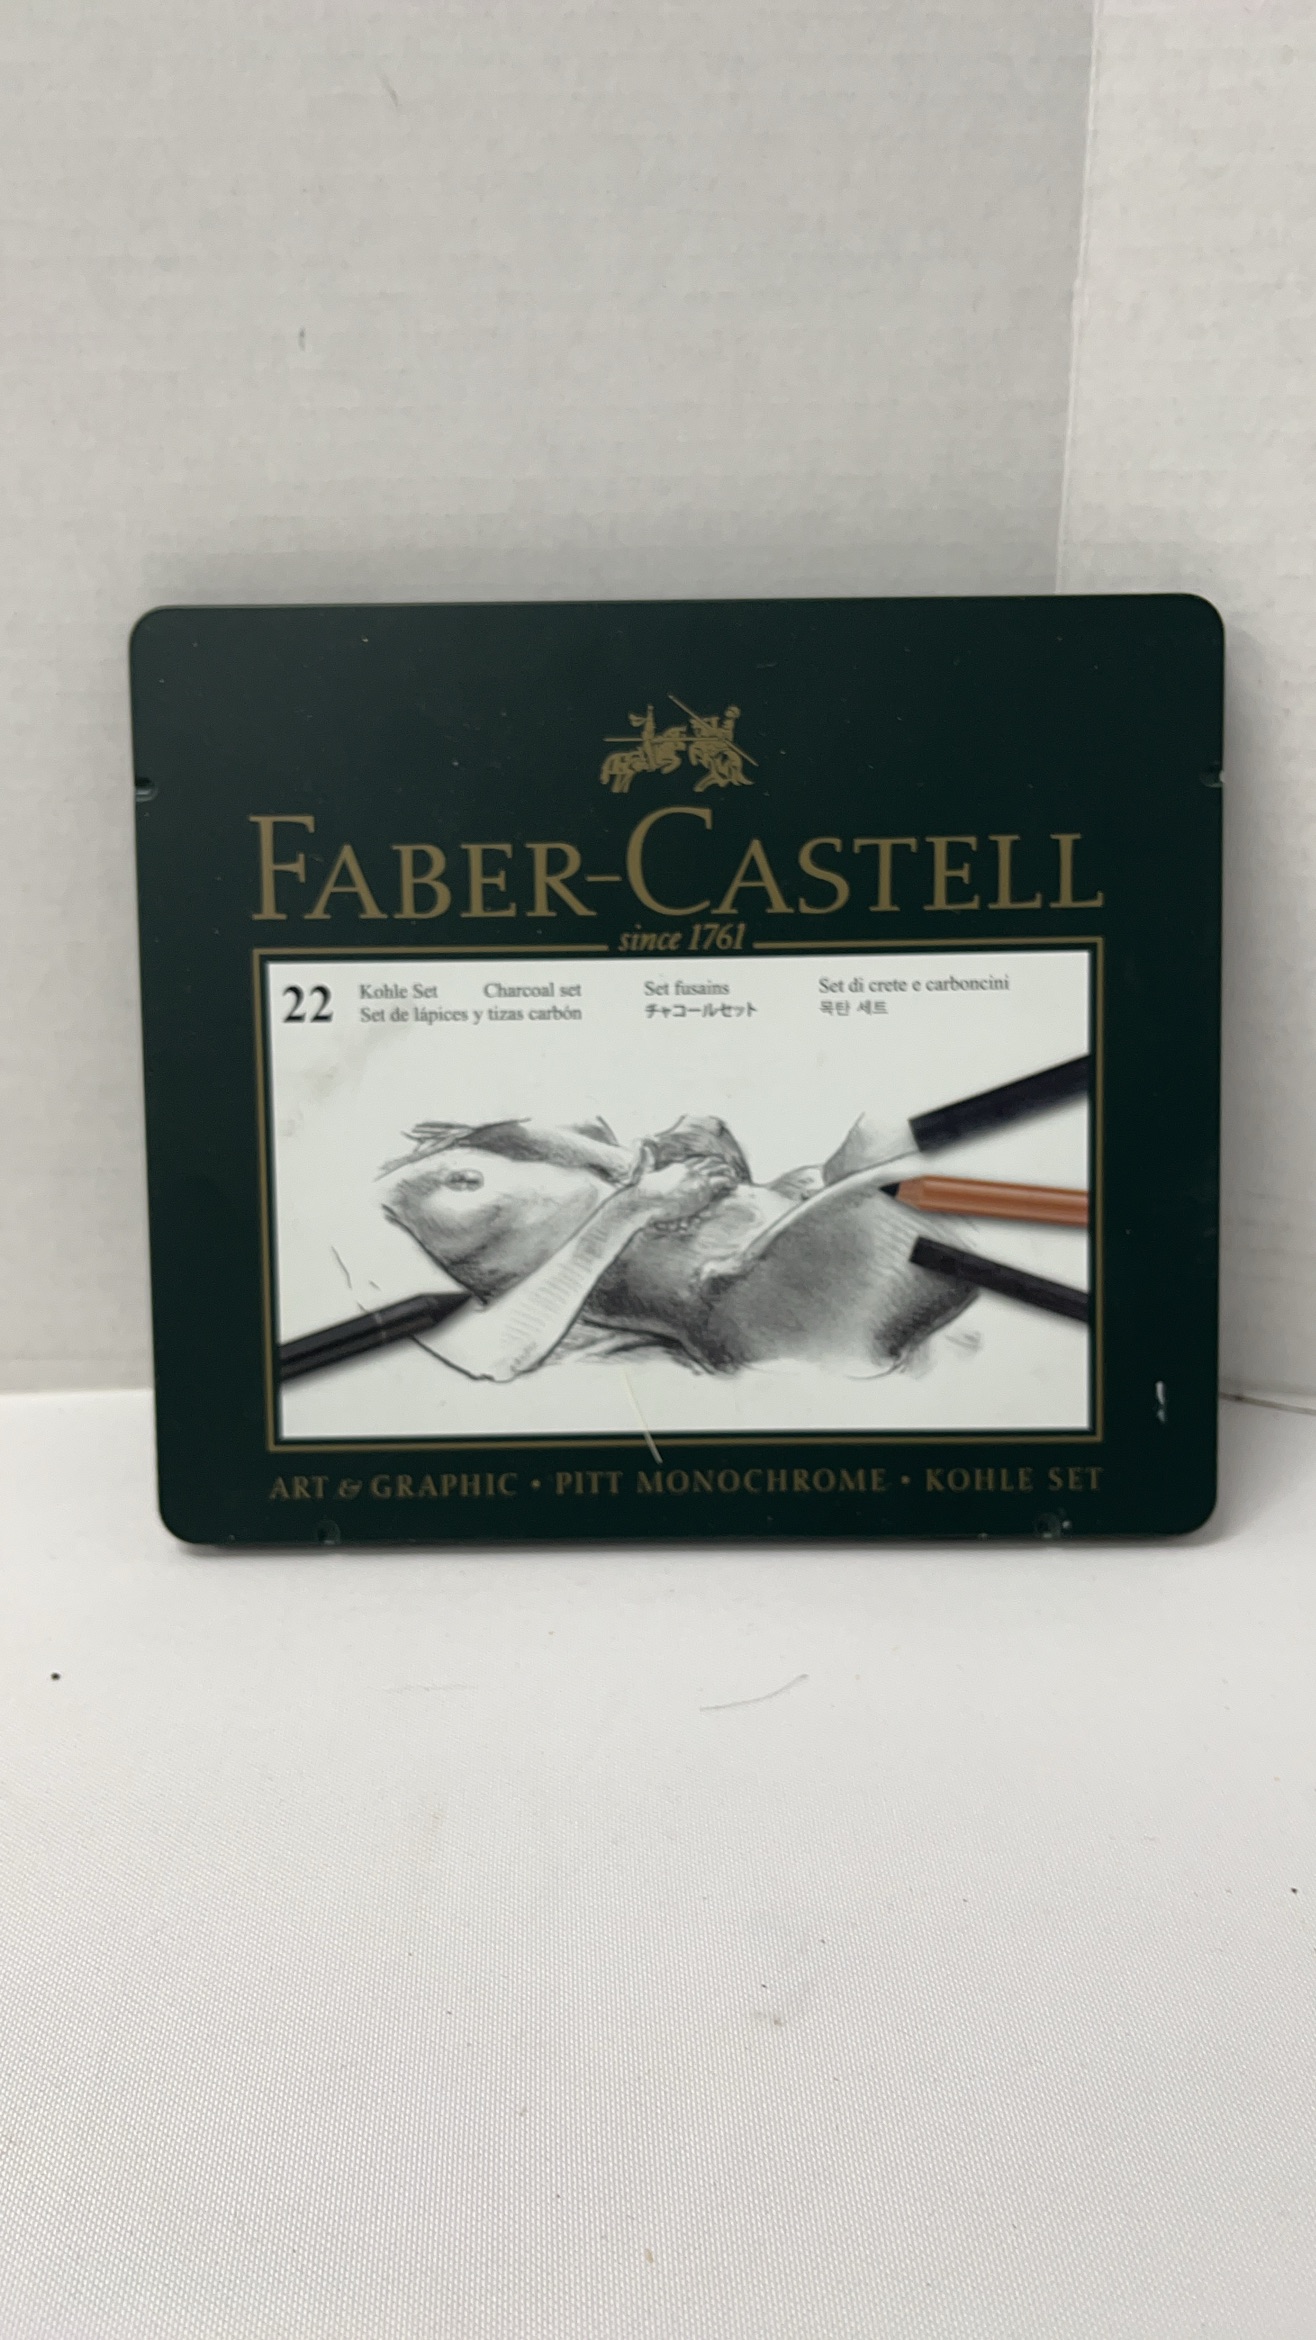 FABER-CASTELL
since 1761
22 Kohle Set Charcoal set Set fusains Set di crete e carboncini
Set de lápices y tizas carbón チャコールセット 목탄 세트
ART & GRAPHIC • PITT MONOCHROME • KOHLE SET